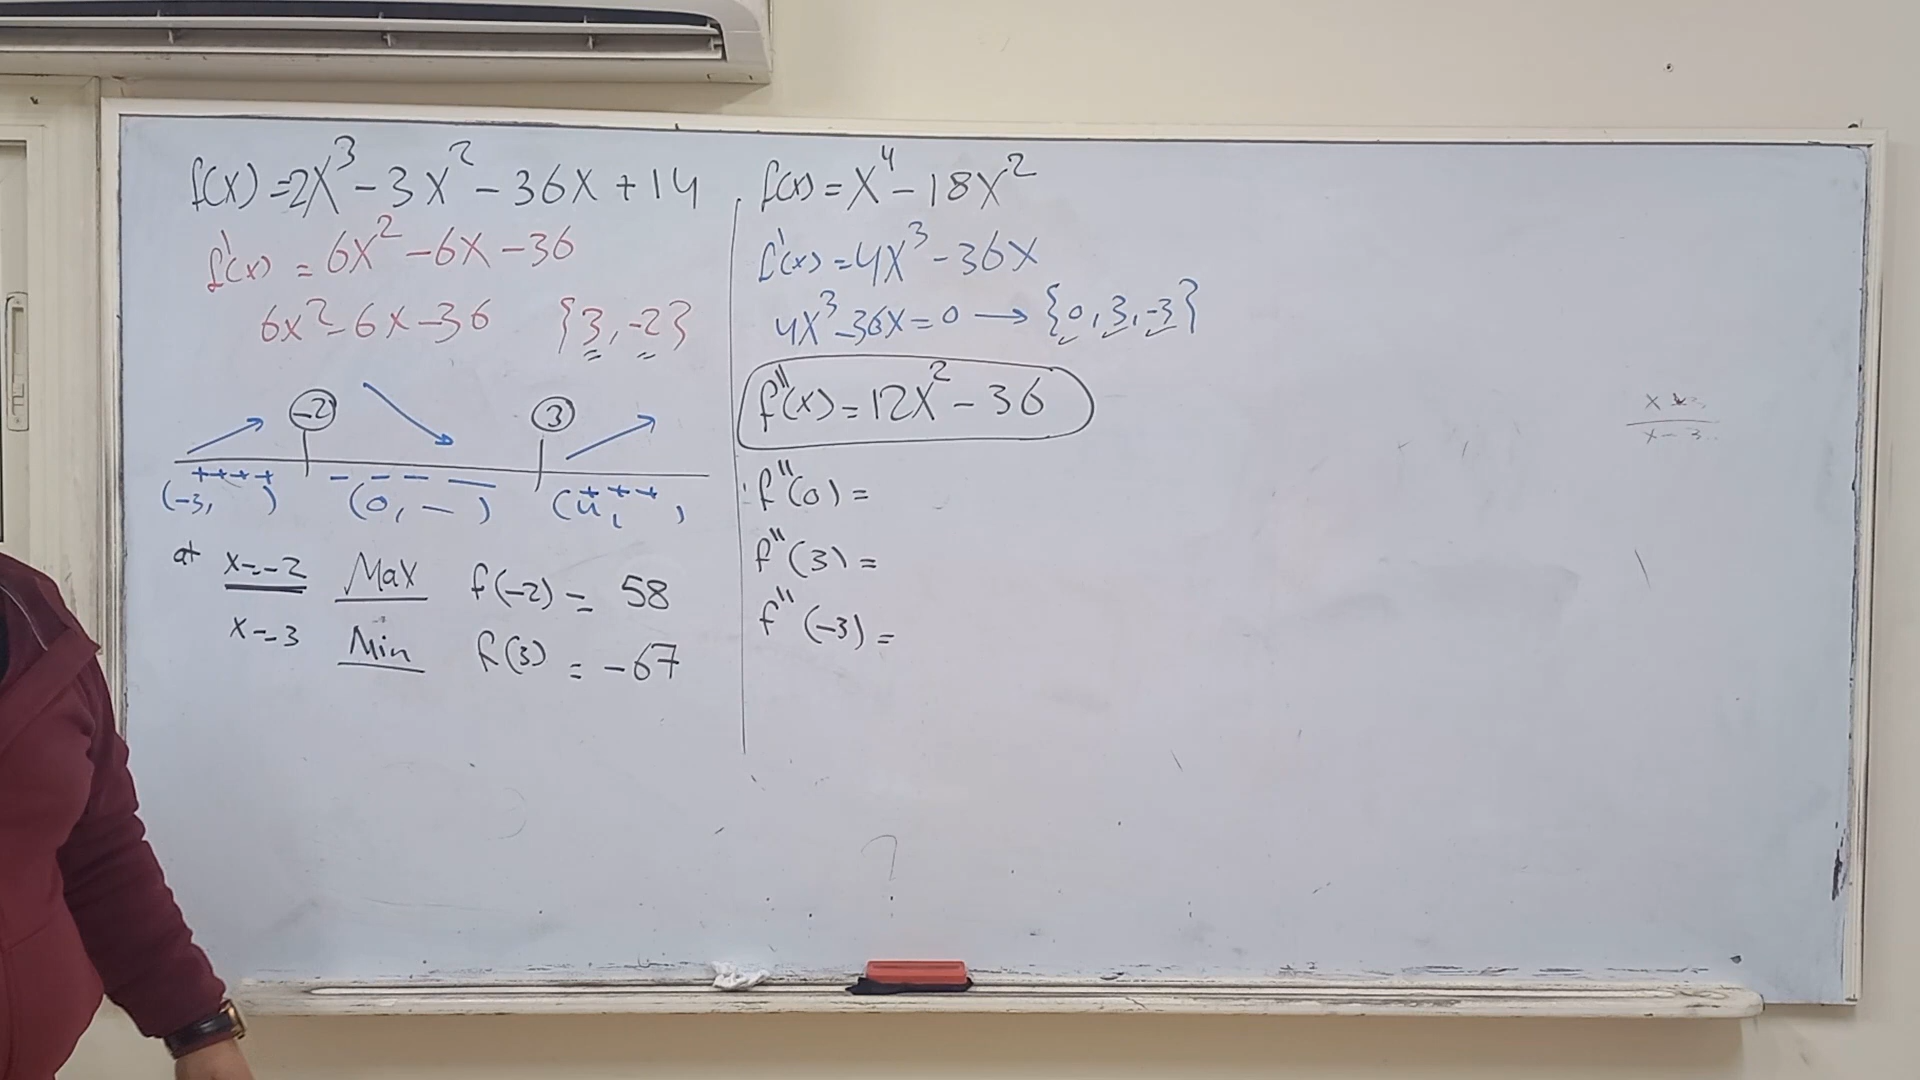 f(x) = 2x³ - 3x² - 36x + 14
f'(x) = 6x² - 6x - 36
6x² - 6x - 36 {3, -2}
-2 3
++++ - - - — +++
(-3, ) (0, — ) (4, )
at x=-2 Max f(-2) = 58
x=3 Min f(3) = -67
f(x) = x⁴ - 18x²
f'(x) = 4x³ - 36x
4x³ - 36x = 0 → {0, 3, -3}
f''(x) = 12x² - 36
f''(0) =
f''(3) =
f''(-3) =